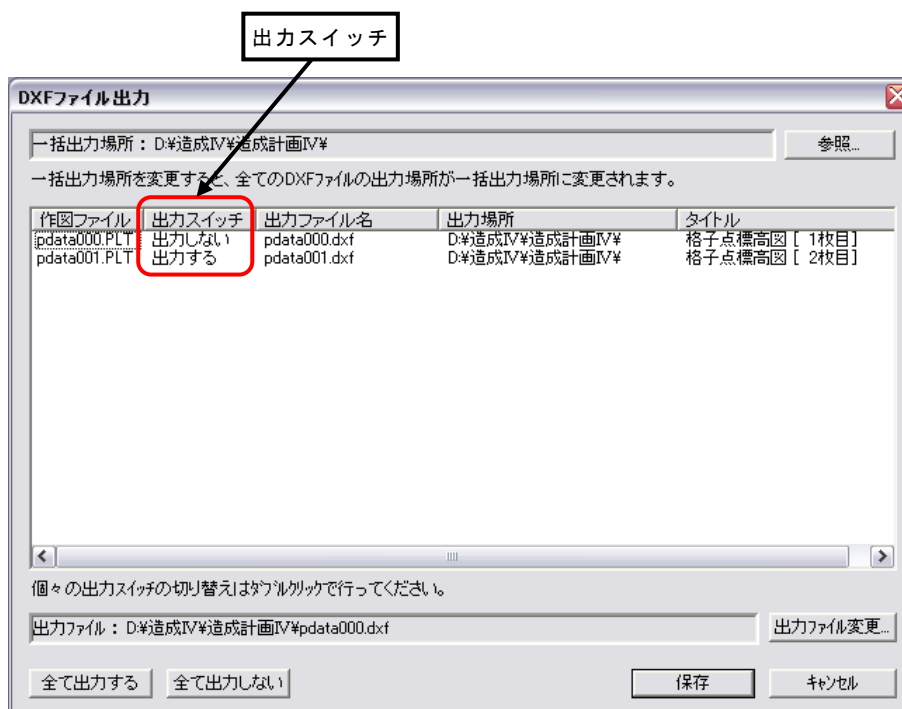 出力スイッチ
DXFファイル出力
一括出力場所： D:¥造成Ⅳ¥造成計画Ⅳ¥
参照...
一括出力場所を変更すると、全てのDXFファイルの出力場所が一括出力場所に変更されます。
作図ファイル 出力スイッチ 出力ファイル名 出力場所 タイトル
pdata000.PLT 出力しない pdata000.dxf D:¥造成Ⅳ¥造成計画Ⅳ¥ 格子点標高図 [ 1枚目]
pdata001.PLT 出力する pdata001.dxf D:¥造成Ⅳ¥造成計画Ⅳ¥ 格子点標高図 [ 2枚目]
個々の出力スイッチの切り替えはダブルクリックで行ってください。
出力ファイル： D:¥造成Ⅳ¥造成計画Ⅳ¥pdata000.dxf
出力ファイル変更...
全て出力する 全て出力しない 保存 キャンセル